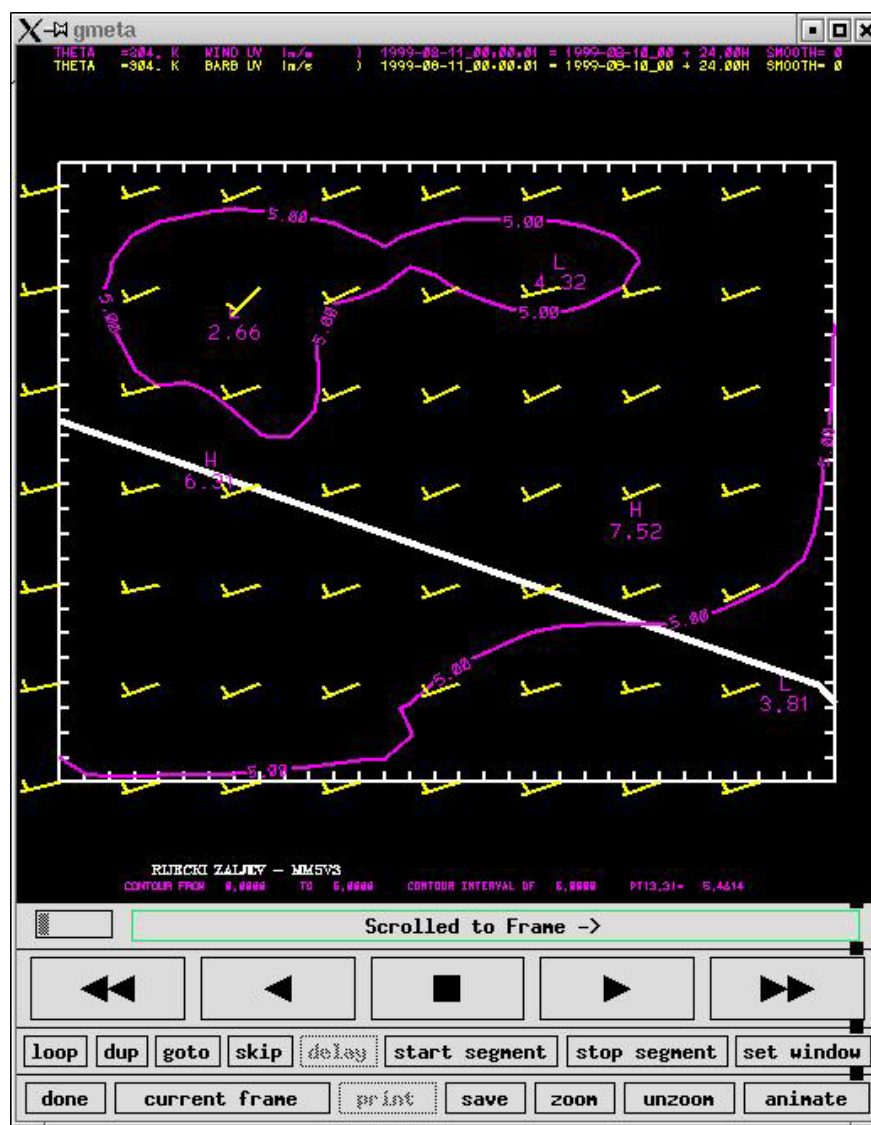 gmeta
THETA =304. K WIND UV (m/s ) 1999-08-11_00:00:01 = 1999-08-10_00 + 24.00H SMOOTH= 0
THETA =304. K BARB UV (m/s ) 1999-08-11_00:00:01 = 1999-08-10_00 + 24.00H SMOOTH= 0
5.00
5.00
L
4.32
5.00
5.00
5.00
L
2.66
5.00
H
6.31
H
7.52
5.00
5.00
L
3.81
5.00
RIJECKI ZALJEV - MM5V3
CONTOUR FROM 0.0000 TO 5.0000 CONTOUR INTERVAL OF 5.0000 PT(3,3)= 5.4614
Scrolled to Frame ->
loop dup goto skip delay start segment stop segment set window
done current frame print save zoom unzoom animate